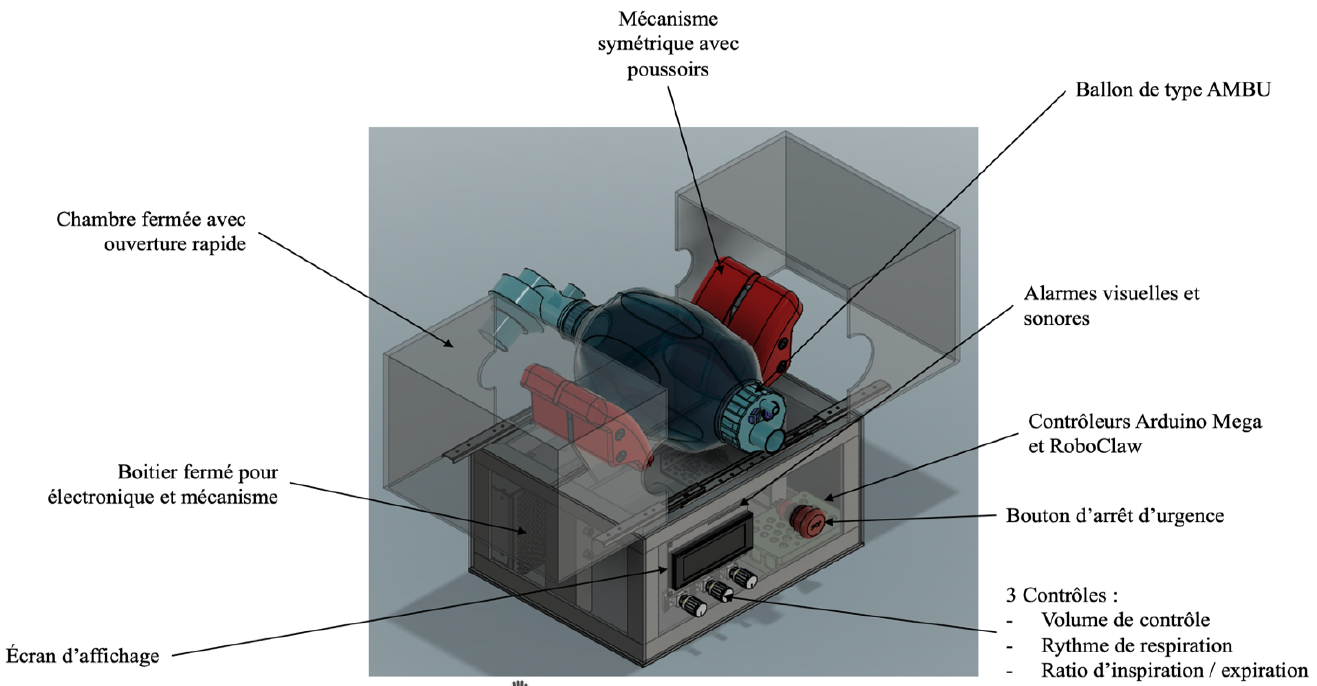 Mécanisme
symétrique avec
poussoirs
Ballon de type AMBU
Chambre fermée avec
ouverture rapide
Alarmes visuelles et
sonores
Contrôleurs Arduino Mega
et RoboClaw
Boitier fermé pour
électronique et mécanisme
Bouton d’arrêt d’urgence
3 Contrôles :
- Volume de contrôle
- Rythme de respiration
- Ratio d’inspiration / expiration
Écran d’affichage